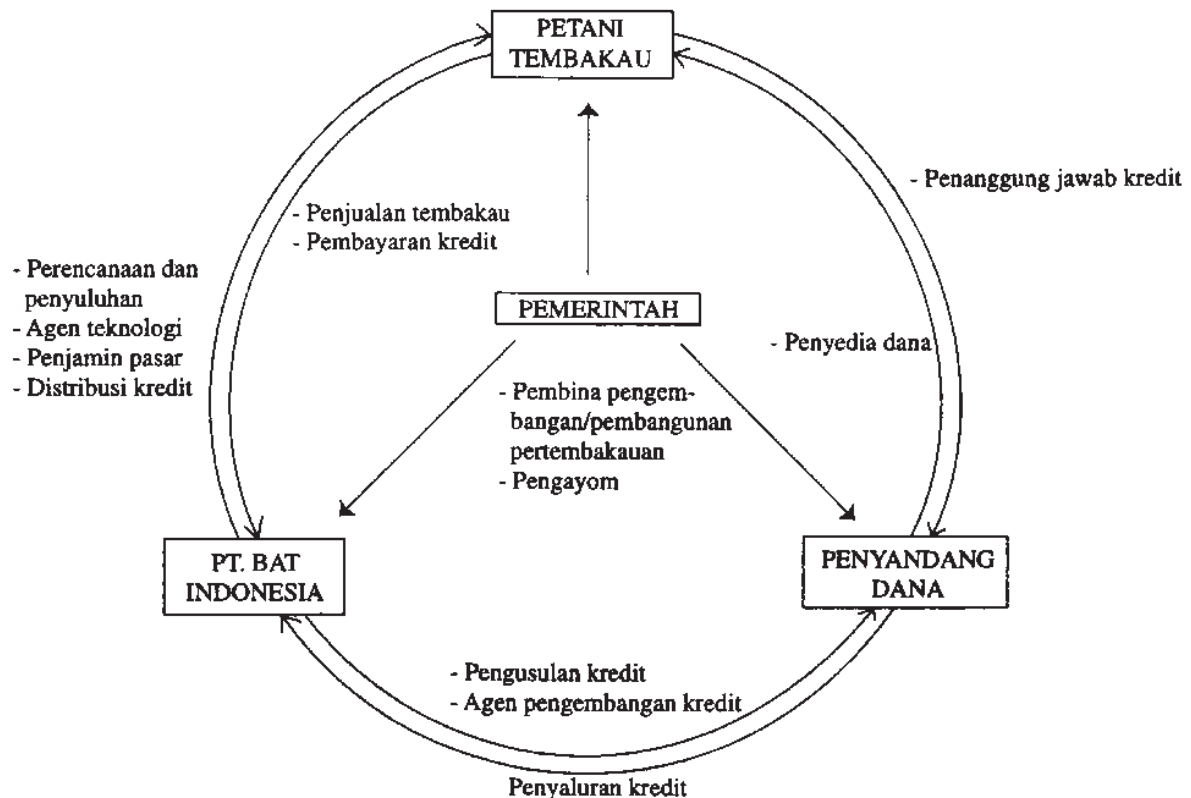 PETANI
TEMBAKAU
- Penanggung jawab kredit
- Penjualan tembakau
- Pembayaran kredit
- Perencanaan dan
penyuluhan
- Agen teknologi
- Penjamin pasar
- Distribusi kredit
PEMERINTAH
- Penyedia dana
- Pembina pengem-
bangan/pembangunan
pertembakauan
- Pengayom
PT. BAT
INDONESIA
PENYANDANG
DANA
- Pengusulan kredit
- Agen pengembangan kredit
Penyaluran kredit